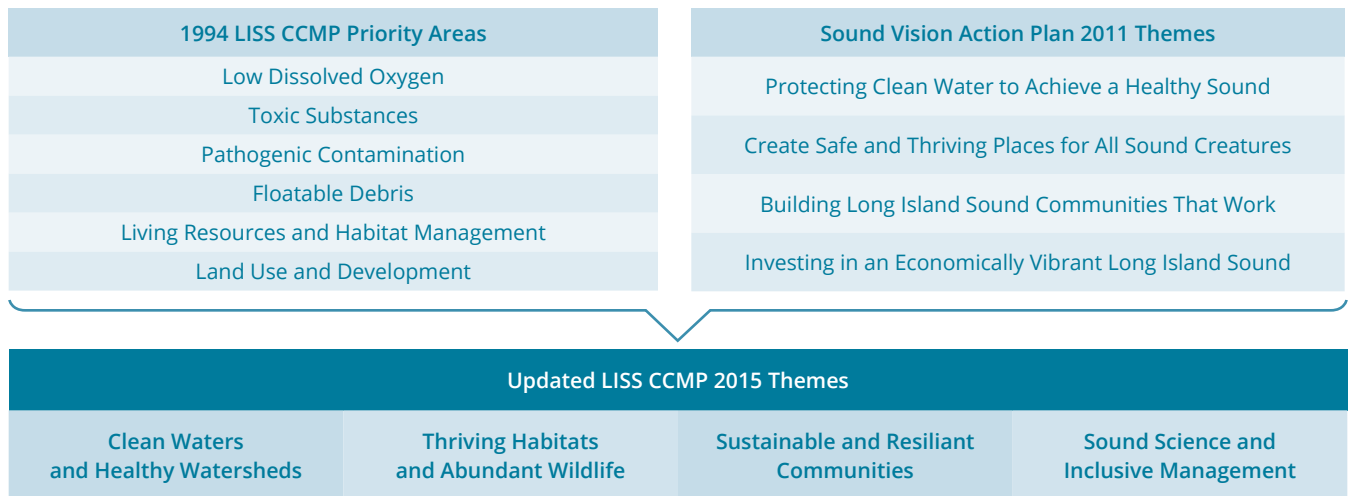 1994 LISS CCMP Priority Areas
Low Dissolved Oxygen
Toxic Substances
Pathogenic Contamination
Floatable Debris
Living Resources and Habitat Management
Land Use and Development
Sound Vision Action Plan 2011 Themes
Protecting Clean Water to Achieve a Healthy Sound
Create Safe and Thriving Places for All Sound Creatures
Building Long Island Sound Communities That Work
Investing in an Economically Vibrant Long Island Sound
Updated LISS CCMP 2015 Themes
Clean Waters
and Healthy Watersheds
Thriving Habitats
and Abundant Wildlife
Sustainable and Resiliant
Communities
Sound Science and
Inclusive Management